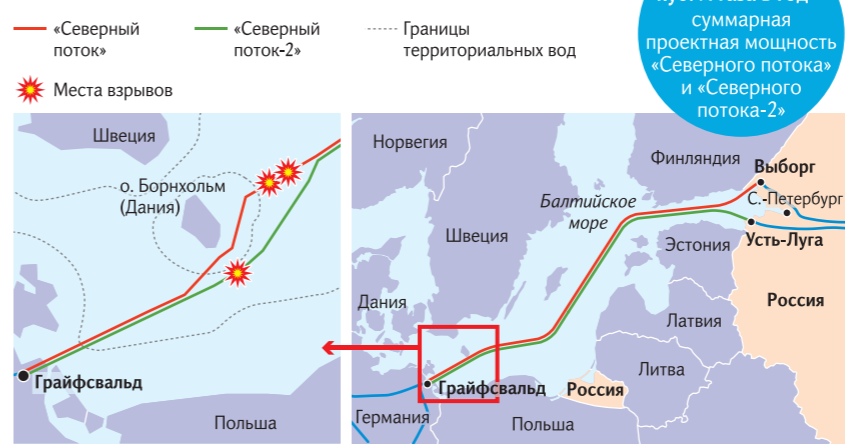 «Северный
поток»
«Северный
поток-2»
Границы
территориальных вод
Места взрывов
суммарная
проектная мощность
«Северного потока»
и «Северного
потока-2»
Швеция
о. Борнхольм
(Дания)
Грайфсвальд
Польша
Норвегия
Финляндия
Выборг
С.-Петербург
Балтийское
море
Швеция
Эстония
Усть-Луга
Россия
Дания
Латвия
Литва
Грайфсвальд
Россия
Германия
Польша